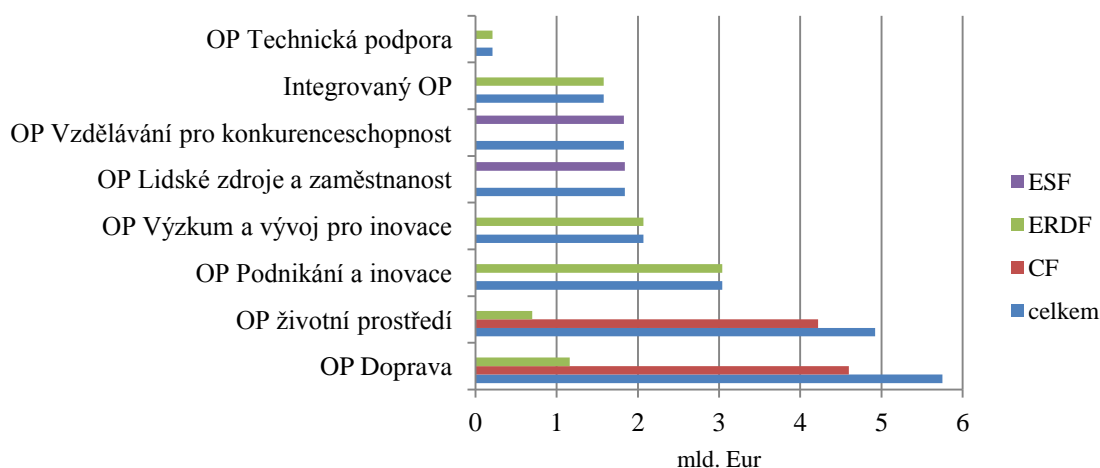 OP Technická podpora
Integrovaný OP
OP Vzdělávání pro konkurenceschopnost
OP Lidské zdroje a zaměstnanost
OP Výzkum a vývoj pro inovace
OP Podnikání a inovace
OP životní prostředí
OP Doprava
0 1 2 3 4 5 6
mld. Eur
ESF
ERDF
CF
celkem